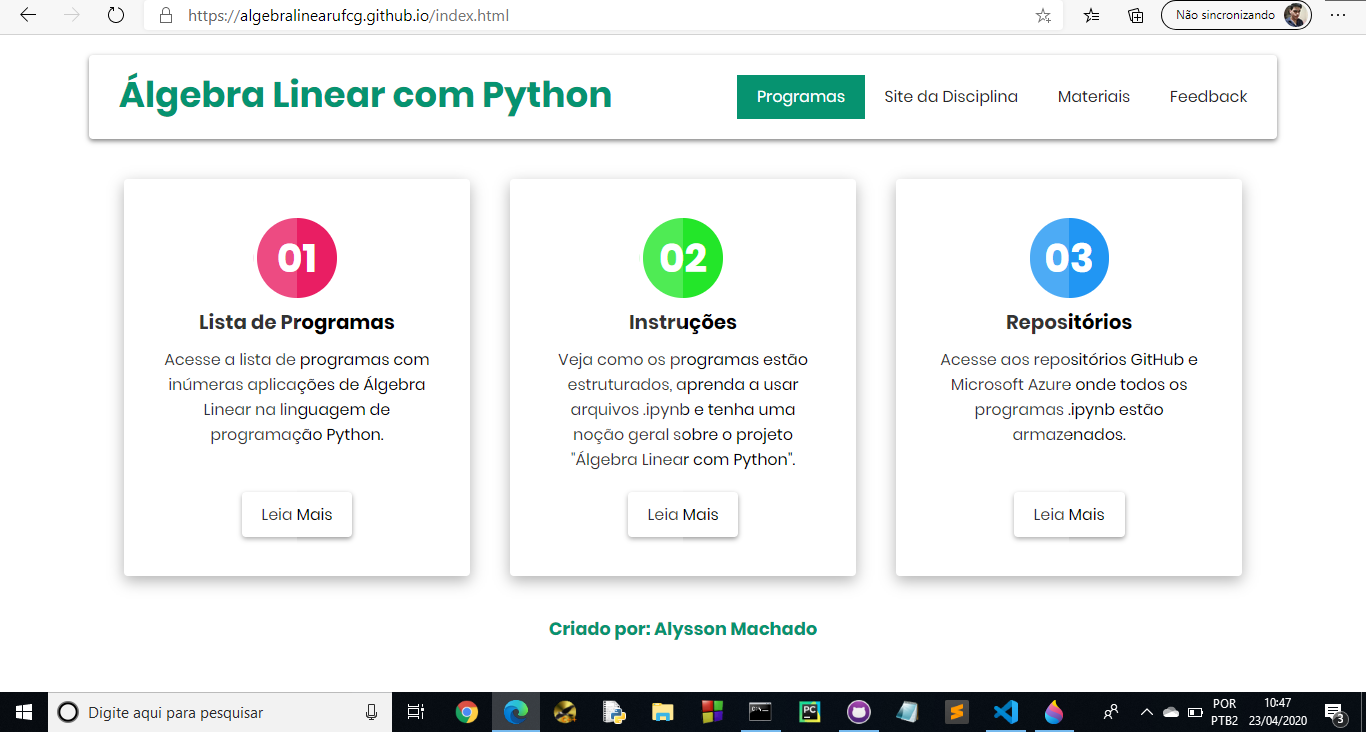 https://algebralinearufcg.github.io/index.html
Não sincronizando
Álgebra Linear com Python
Programas
Site da Disciplina
Materiais
Feedback
01
Lista de Programas
Acesse a lista de programas com
inúmeras aplicações de Álgebra
Linear na linguagem de
programação Python.
Leia Mais
02
Instruções
Veja como os programas estão
estruturados, aprenda a usar
arquivos .ipynb e tenha uma
noção geral sobre o projeto
"Álgebra Linear com Python".
Leia Mais
03
Repositórios
Acesse aos repositórios GitHub e
Microsoft Azure onde todos os
programas .ipynb estão
armazenados.
Leia Mais
Criado por: Alysson Machado
Digite aqui para pesquisar
POR
PTB2
10:47
23/04/2020
3